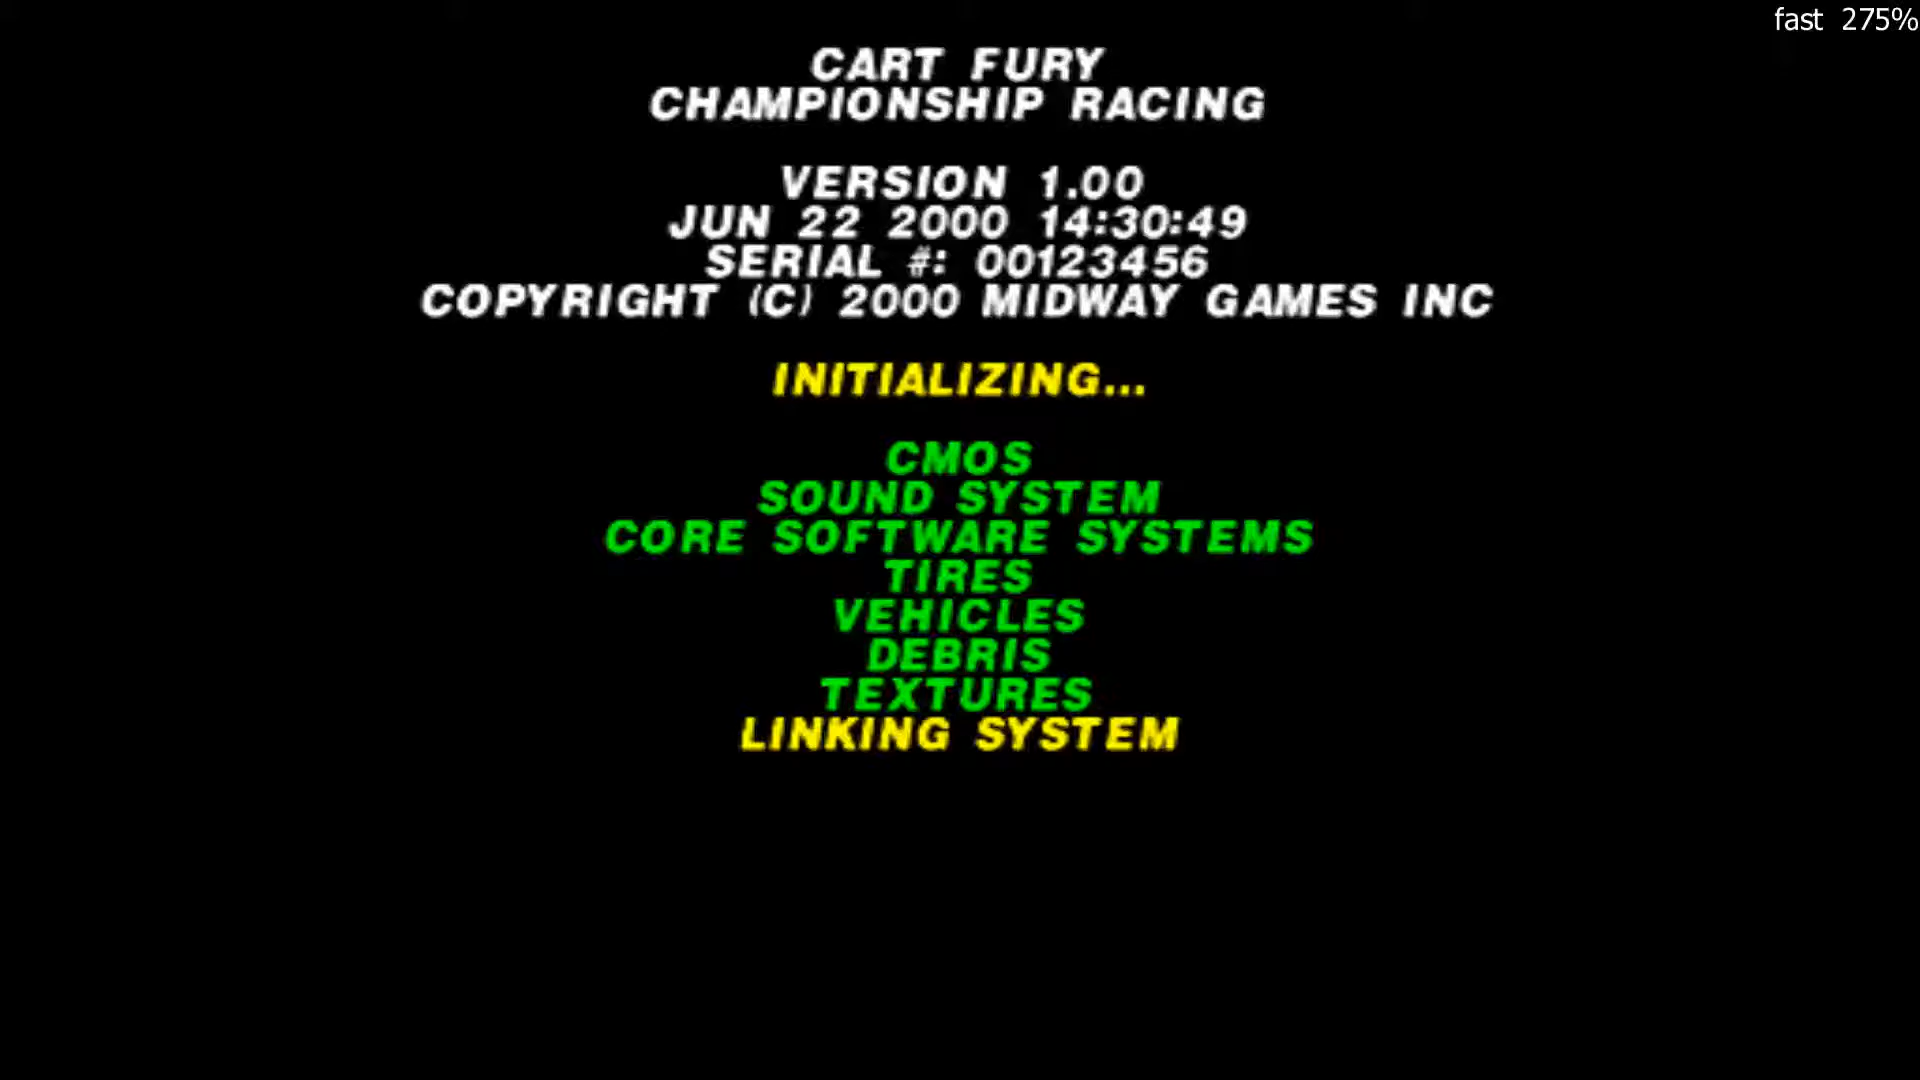 fast 275%
CART FURY
CHAMPIONSHIP RACING
VERSION 1.00
JUN 22 2000 14:30:49
SERIAL #: 00123456
COPYRIGHT (C) 2000 MIDWAY GAMES INC
INITIALIZING...
CMOS
SOUND SYSTEM
CORE SOFTWARE SYSTEMS
TIRES
VEHICLES
DEBRIS
TEXTURES
LINKING SYSTEM